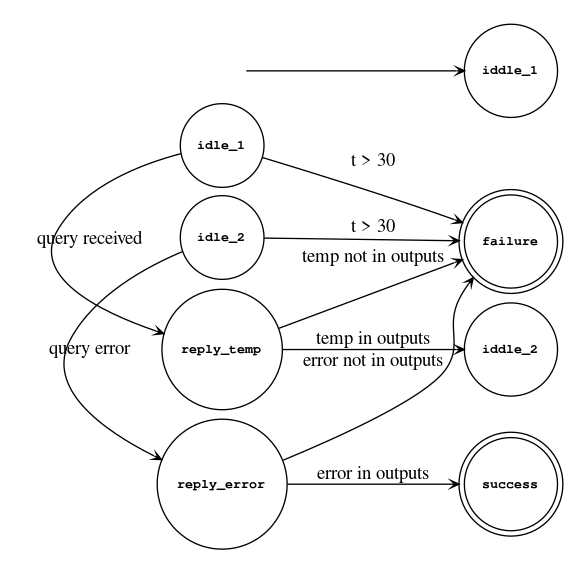 iddle_1
idle_1
t > 30
query received
idle_2
t > 30
failure
temp not in outputs
query error
reply_temp
temp in outputs
iddle_2
error not in outputs
reply_error
error in outputs
success